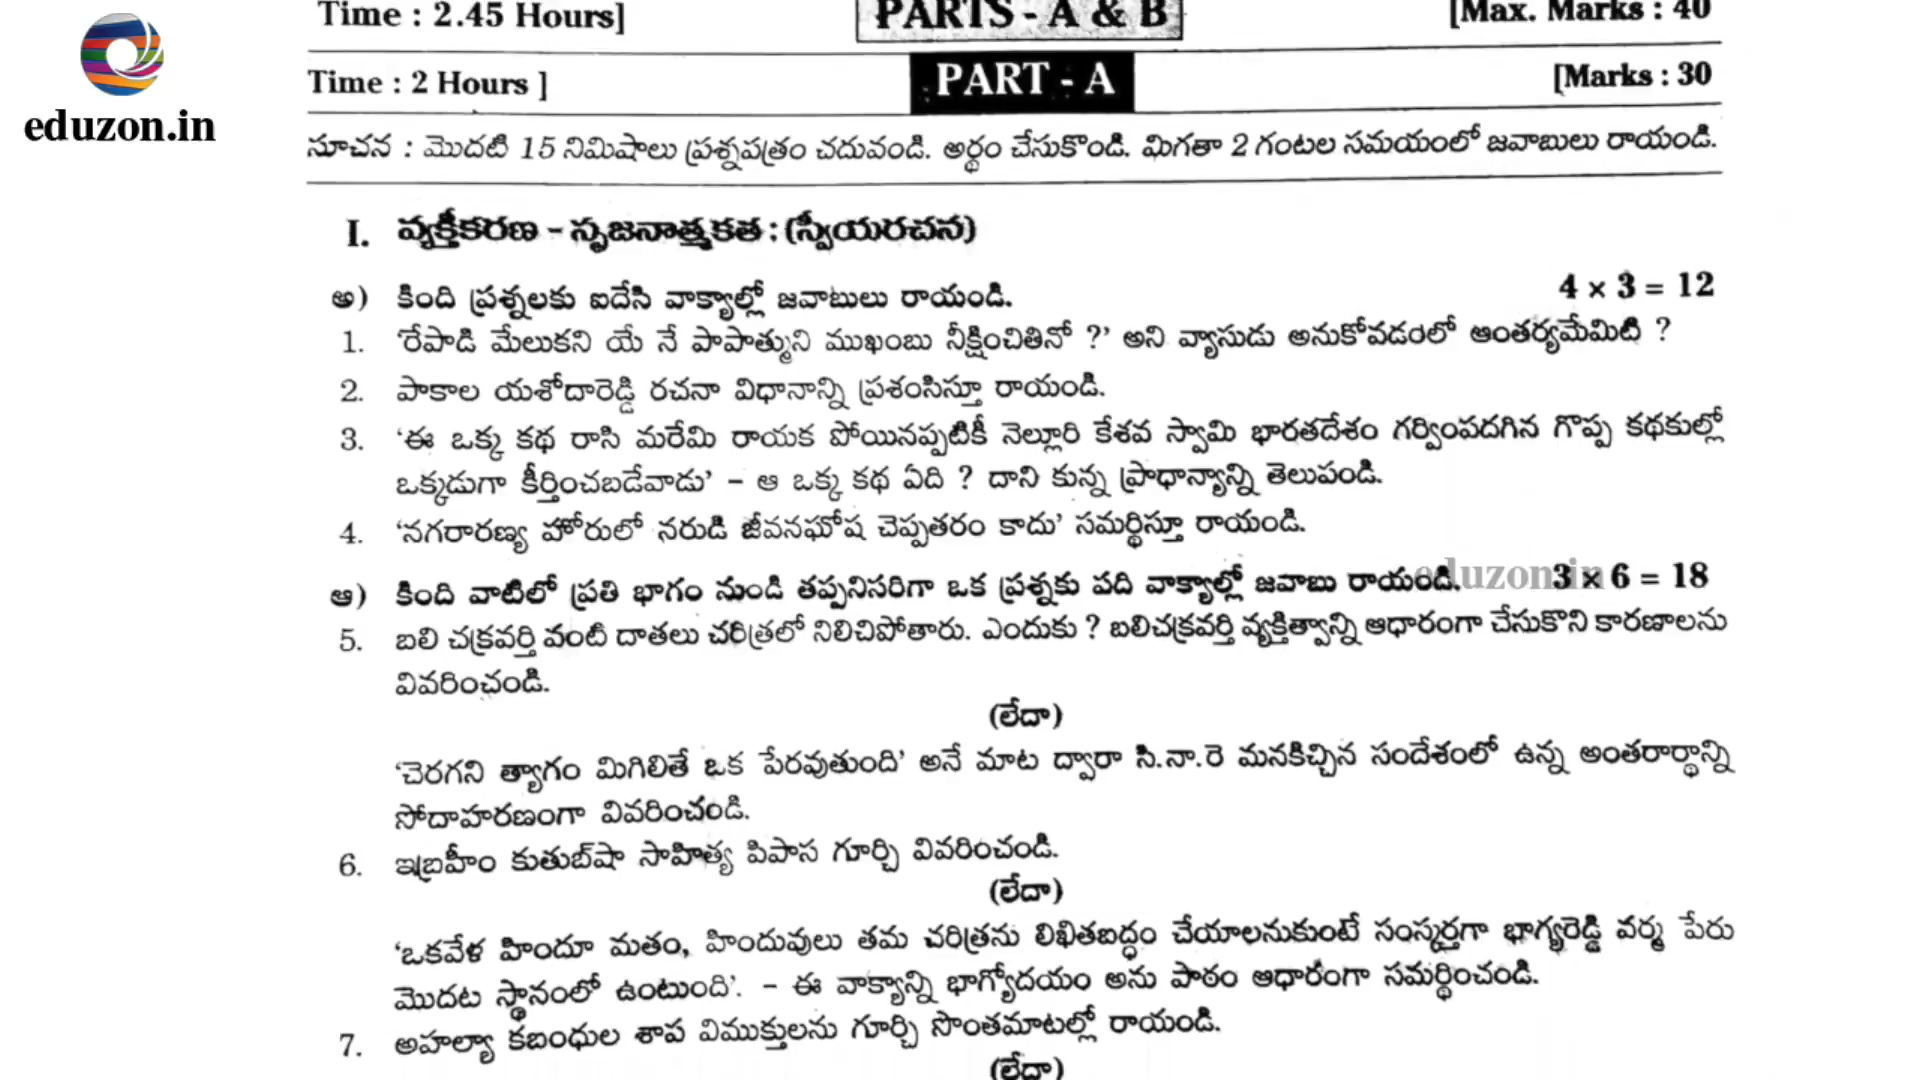 Time : 2.45 Hours]
PARTS - A & B
[Max. Marks : 40
eduzon.in
Time : 2 Hours ]
PART - A
[Marks : 30
సూచన : మొదటి 15 నిమిషాలు ప్రశ్నపత్రం చదువండి. అర్థం చేసుకొండి. మిగతా 2 గంటల సమయంలో జవాబులు రాయండి.
I. వ్యక్తీకరణ - సృజనాత్మకత : (స్వీయరచన)
అ) కింది ప్రశ్నలకు ఐదేసి వాక్యాల్లో జవాబులు రాయండి. 4 × 3 = 12
1. 'రేపాడి మేలుకని యే నే పాపాత్ముని ముఖంబు నీక్షించితినో ?' అని వ్యాసుడు అనుకోవడంలో ఆంతర్యమేమిటి ?
2. పాకాల యశోదారెడ్డి రచనా విధానాన్ని ప్రశంసిస్తూ రాయండి.
3. 'ఈ ఒక్క కథ రాసి మరేమి రాయక పోయినప్పటికీ నెల్లూరి కేశవ స్వామి భారతదేశం గర్వింపదగిన గొప్ప కథకుల్లో
ఒక్కడుగా కీర్తించబడేవాడు' – ఆ ఒక్క కథ ఏది ? దాని కున్న ప్రాధాన్యాన్ని తెలుపండి.
4. 'నగరారణ్య హోరులో నరుడి జీవనఘోష చెప్పతరం కాదు' సమర్థిస్తూ రాయండి.
ఆ) కింది వాటిలో ప్రతి భాగం నుండి తప్పనిసరిగా ఒక ప్రశ్నకు పది వాక్యాల్లో జవాబు రాయండి. 3 × 6 = 18
eduzon.in
5. బలి చక్రవర్తి వంటి దాతలు చరిత్రలో నిలిచిపోతారు. ఎందుకు ? బలిచక్రవర్తి వ్యక్తిత్వాన్ని ఆధారంగా చేసుకొని కారణాలను
వివరించండి.
(లేదా)
'చెరగని త్యాగం మిగిలితే ఒక పేరవుతుంది' అనే మాట ద్వారా సి.నా.రె మనకిచ్చిన సందేశంలో ఉన్న అంతరార్థాన్ని
సోదాహరణంగా వివరించండి.
6. ఇబ్రహీం కుతుబ్‌షా సాహిత్య పిపాస గూర్చి వివరించండి.
(లేదా)
'ఒకవేళ హిందూ మతం, హిందువులు తమ చరిత్రను లిఖితబద్ధం చేయాలనుకుంటే సంస్కర్తగా భాగ్యరెడ్డి వర్మ పేరు
మొదట స్థానంలో ఉంటుంది'. – ఈ వాక్యాన్ని భాగ్యోదయం అను పాఠం ఆధారంగా సమర్థించండి.
7. అహల్యా కబంధుల శాప విముక్తులను గూర్చి సొంతమాటల్లో రాయండి.
(లేదా)